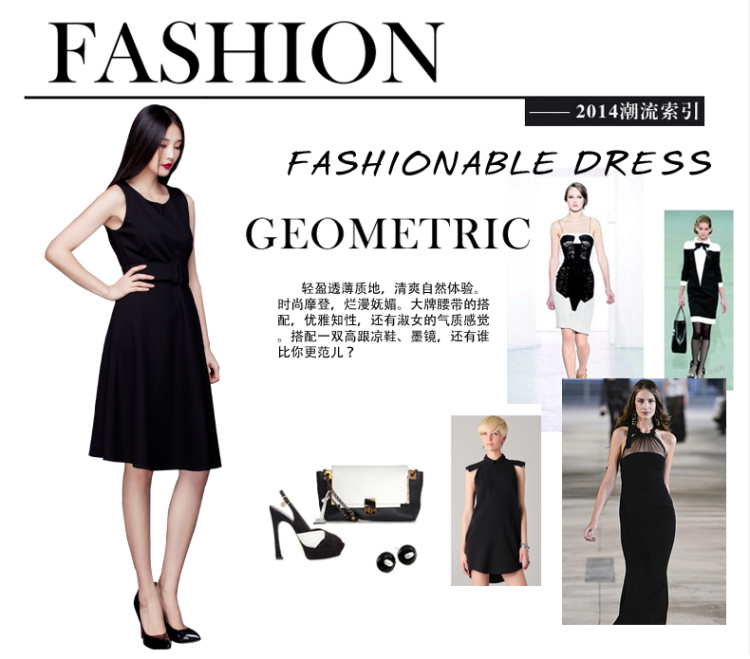 FASHION
—— 2014潮流索引
FASHIONABLE DRESS
GEOMETRIC
轻盈透薄质地，清爽自然体验。
时尚摩登，烂漫妩媚。大牌腰带的搭
配，优雅知性，还有淑女的气质感觉
。搭配一双高跟凉鞋、墨镜，还有谁
比你更范儿？